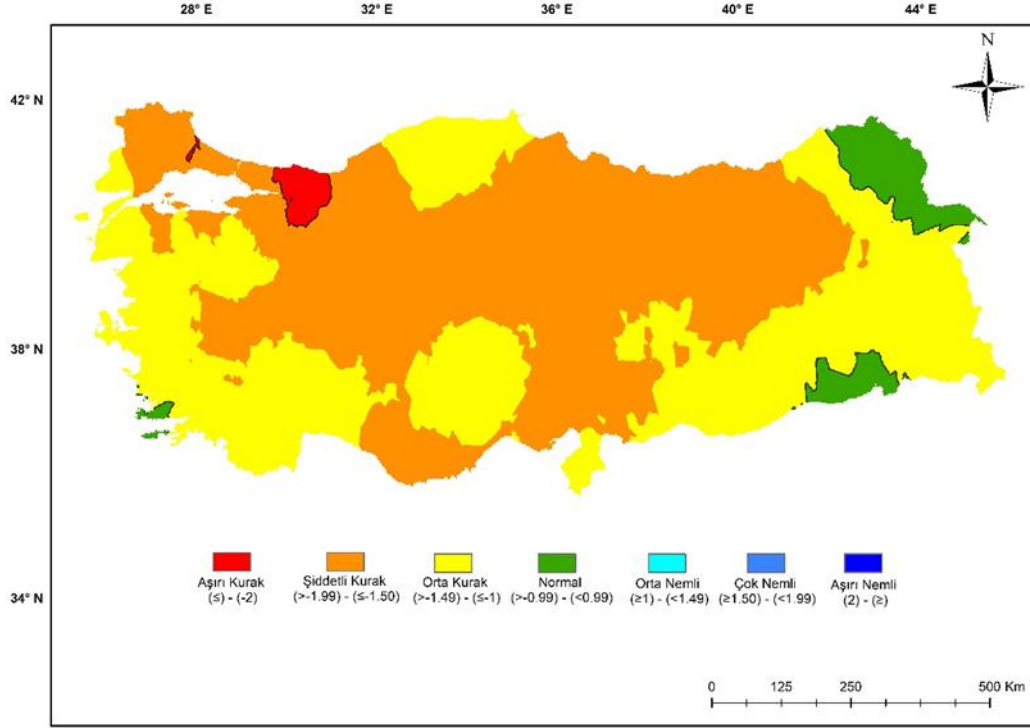 28° E 32° E 36° E 40° E 44° E
N
42° N
38° N
34° N
Aşırı Kurak
(≤) - (-2)
Şiddetli Kurak
(>-1.99) - (≤-1.50)
Orta Kurak
(>-1.49) - (≤-1)
Normal
(>-0.99) - (<0.99)
Orta Nemli
(≥1) - (<1.49)
Çok Nemli
(≥1.50) - (<1.99)
Aşırı Nemli
(2) - (≥)
0 125 250 500 Km